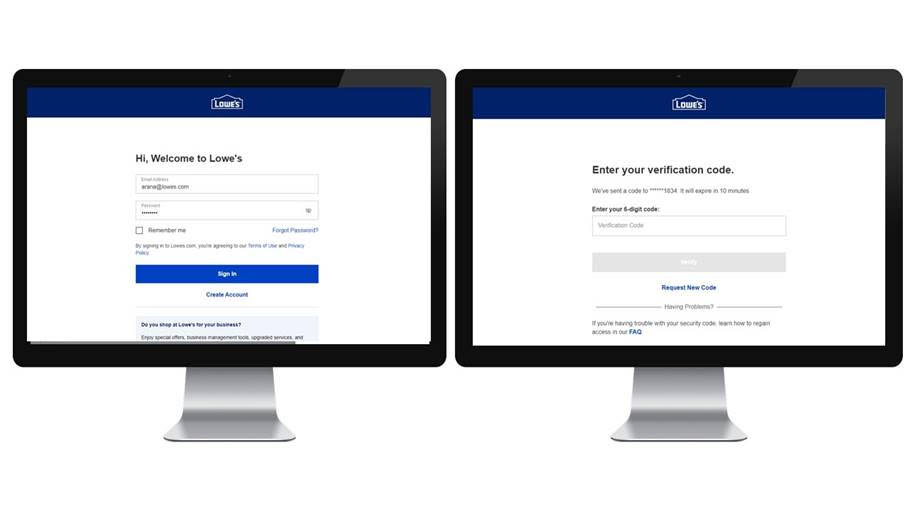 LOWE'S
Hi, Welcome to Lowe's
Email Address
arana@lowes.com
Password
••••••••
Remember me
Forgot Password?
By signing in to Lowes.com, you're agreeing to our Terms of Use and Privacy
Policy.
Sign In
Create Account
Do you shop at Lowe's for your business?
Enjoy special offers, business management tools, upgraded services, and
LOWE'S
Enter your verification code.
We've sent a code to ******1834. It will expire in 10 minutes
Enter your 6-digit code:
Verification Code
Verify
Request New Code
Having Problems?
If you're having trouble with your security code, learn how to regain
access in our FAQ